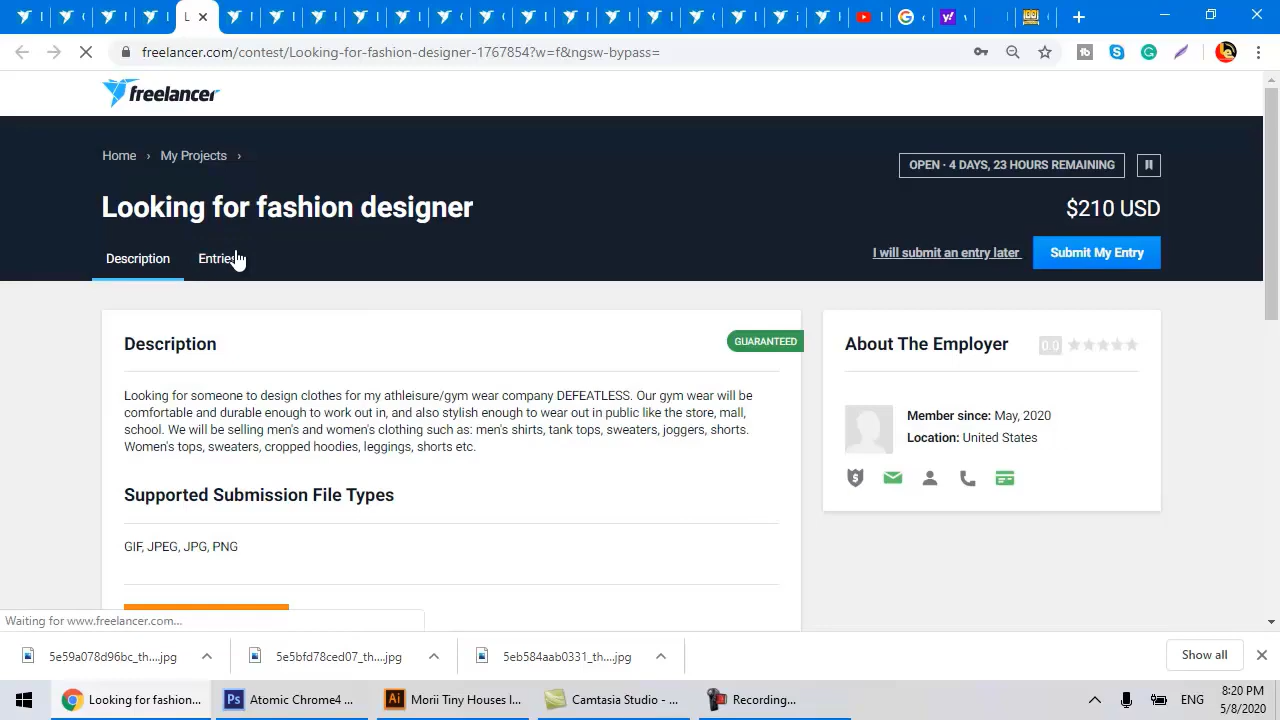 L
freelancer.com/contest/Looking-for-fashion-designer-1767854?w=f&ngsw-bypass=
freelancer
Home › My Projects ›
OPEN · 4 DAYS, 23 HOURS REMAINING
Looking for fashion designer
$210 USD
Description
Entries
I will submit an entry later
Submit My Entry
Description
GUARANTEED
Looking for someone to design clothes for my athleisure/gym wear company DEFEATLESS. Our gym wear will be
comfortable and durable enough to work out in, and also stylish enough to wear out in public like the store, mall,
school. We will be selling men's and women's clothing such as: men's shirts, tank tops, sweaters, joggers, shorts.
Women's tops, sweaters, cropped hoodies, leggings, shorts etc.
Supported Submission File Types
GIF, JPEG, JPG, PNG
About The Employer
0.0
Member since: May, 2020
Location: United States
Waiting for www.freelancer.com...
5e59a078d96bc_th....jpg
5e5bfd78ced07_th....jpg
5eb584aab0331_th....jpg
Show all
Looking for fashion...
Atomic Chrome4 ...
Morii Tiny Houses I...
Camtasia Studio - ...
Recording...
ENG
8:20 PM
5/8/2020